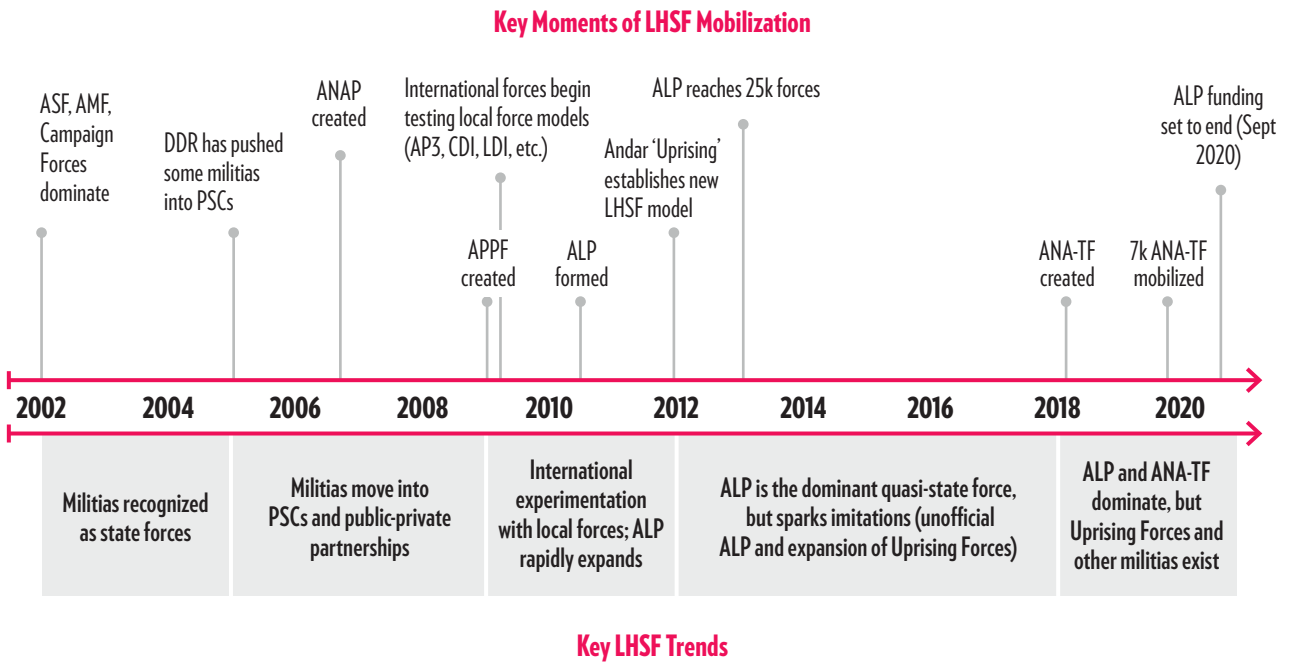 Key Moments of LHSF Mobilization
ASF, AMF,
Campaign
Forces
dominate
DDR has pushed
some militias
into PSCs
ANAP
created
International forces begin
testing local force models
(AP3, CDI, LDI, etc.)
APPF
created
ALP
formed
Andar ‘Uprising’
establishes new
LHSF model
ALP reaches 25k forces
ANA-TF
created
7k ANA-TF
mobilized
ALP funding
set to end (Sept
2020)
2002 2004 2006 2008 2010 2012 2014 2016 2018 2020
Militias recognized
as state forces
Militias move into
PSCs and public-private
partnerships
International
experimentation
with local forces; ALP
rapidly expands
ALP is the dominant quasi-state force,
but sparks imitations (unofficial
ALP and expansion of Uprising Forces)
ALP and ANA-TF
dominate, but
Uprising Forces and
other militias exist
Key LHSF Trends